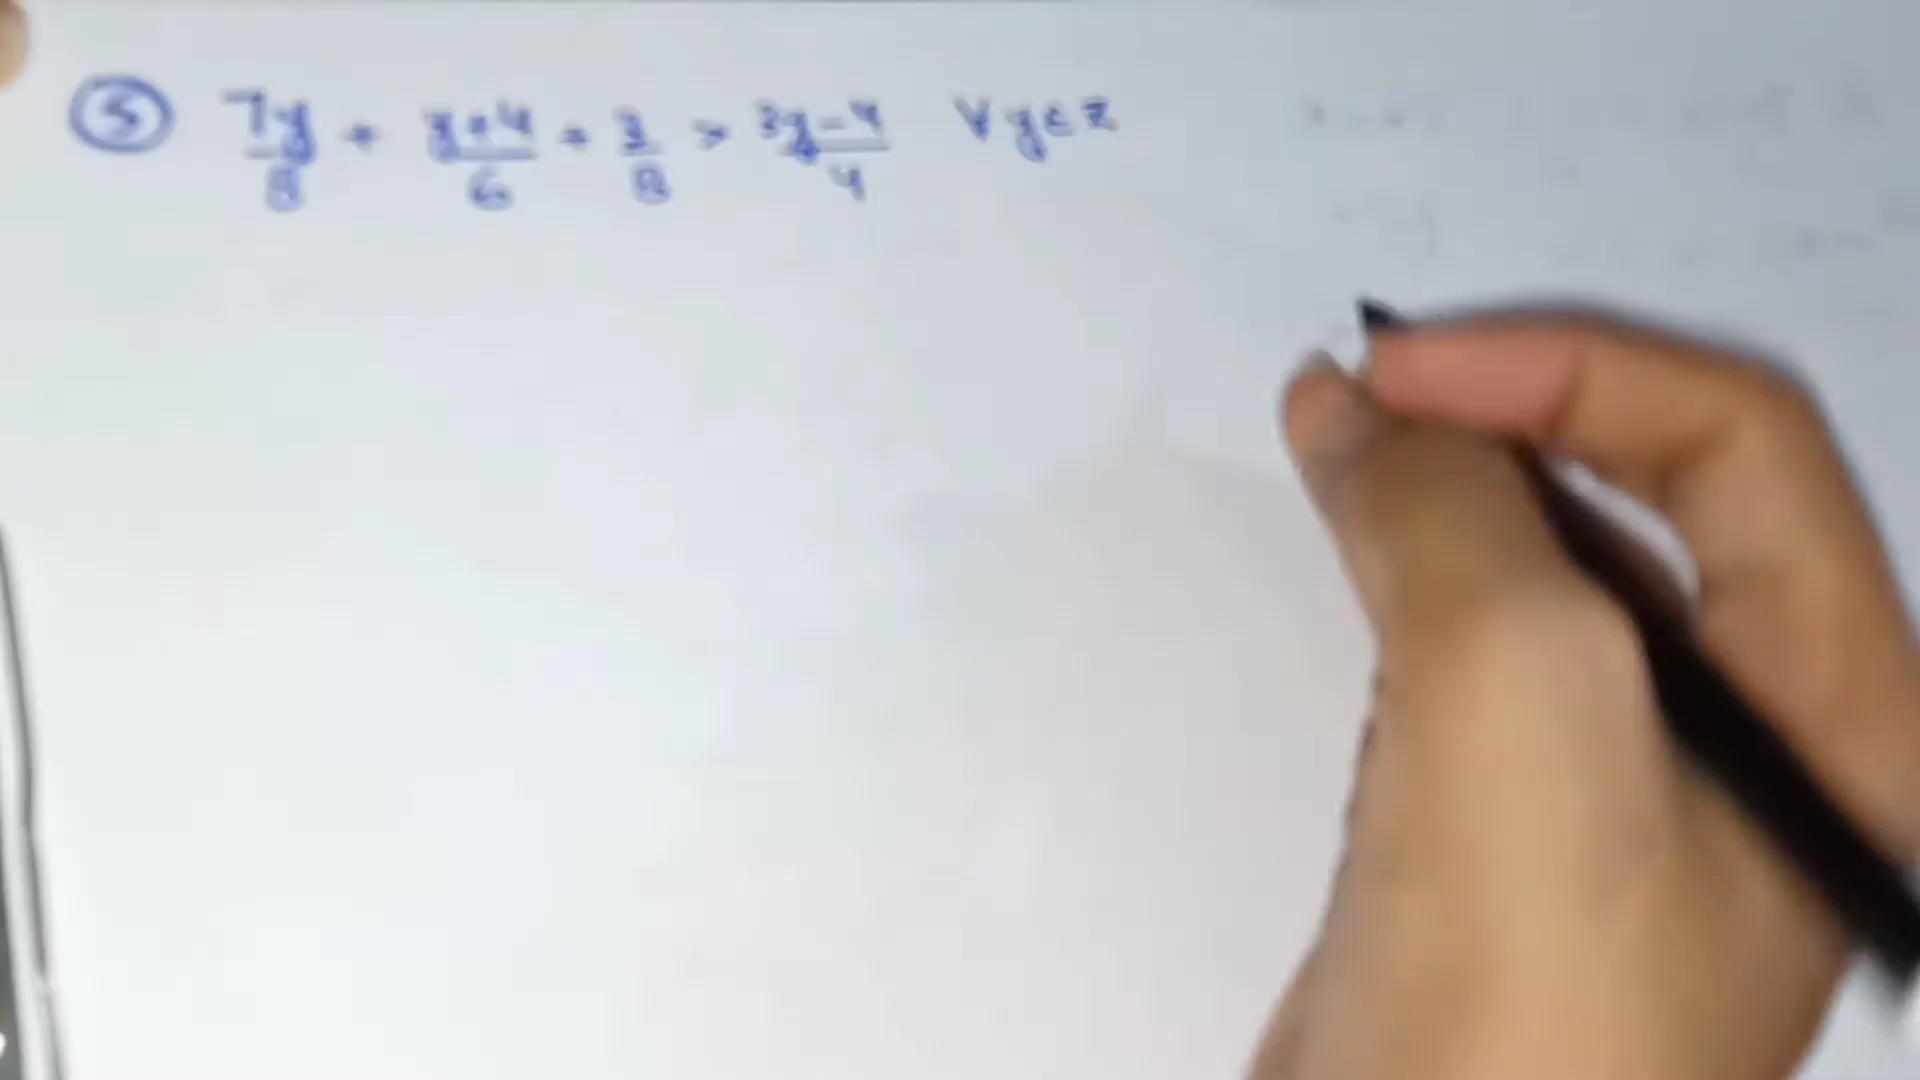 ⑤ 7y/8 + y+4/6 + 3/8 > 3y-4/4 ∀ y ∈ Z